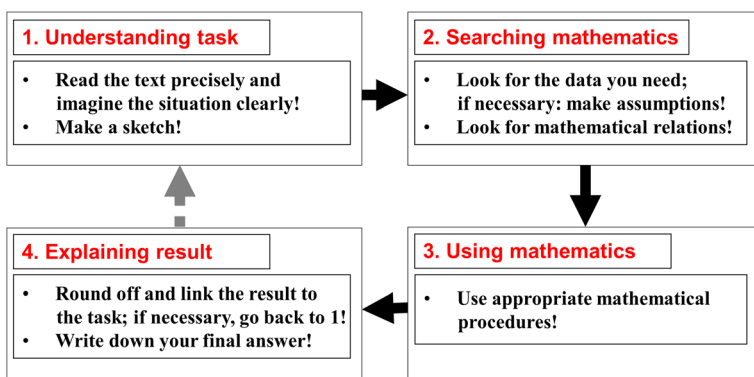 1. Understanding task
• Read the text precisely and
imagine the situation clearly!
• Make a sketch!
2. Searching mathematics
• Look for the data you need;
if necessary: make assumptions!
• Look for mathematical relations!
3. Using mathematics
• Use appropriate mathematical
procedures!
4. Explaining result
• Round off and link the result to
the task; if necessary, go back to 1!
• Write down your final answer!